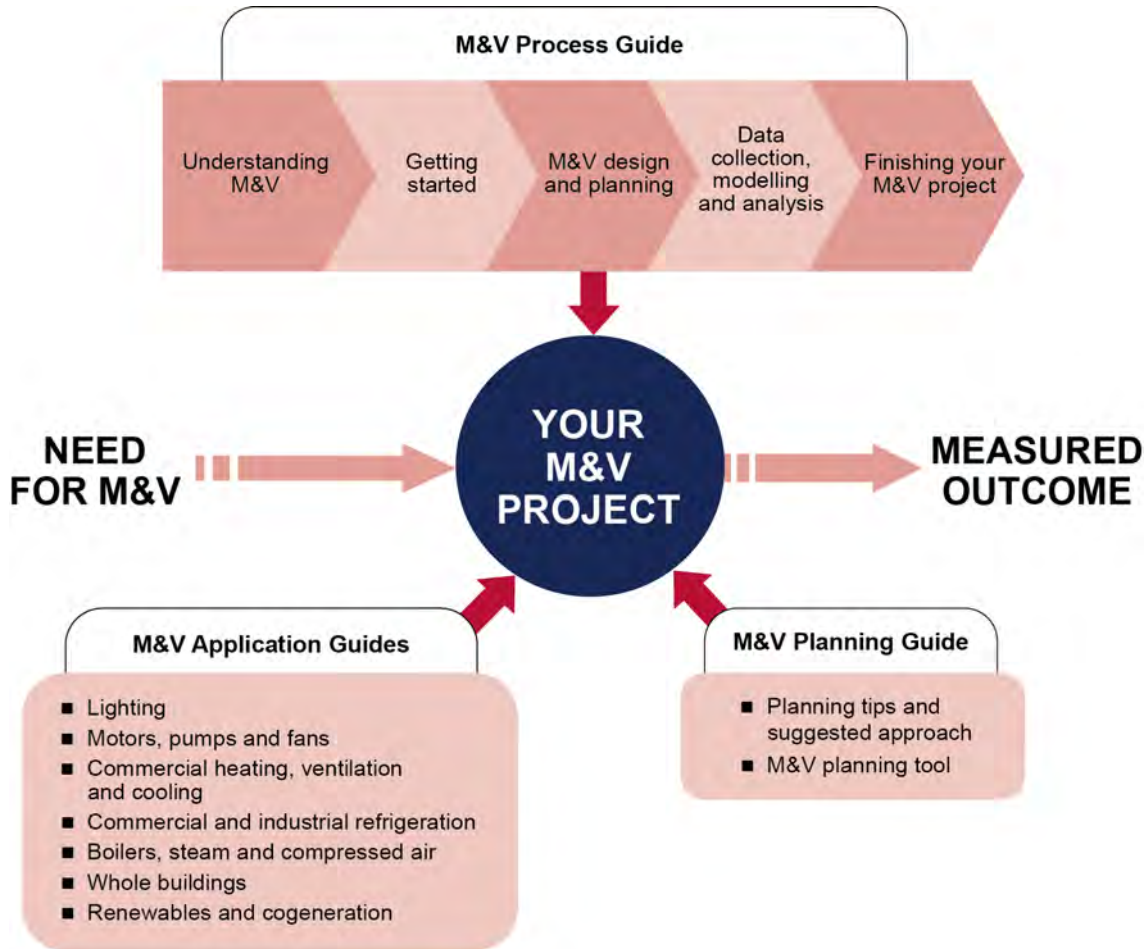 M&V Process Guide
Understanding
M&V
Getting
started
M&V design
and planning
Data
collection,
modelling
and analysis
Finishing your
M&V project
NEED
FOR M&V
YOUR
M&V
PROJECT
MEASURED
OUTCOME
M&V Application Guides
■ Lighting
■ Motors, pumps and fans
■ Commercial heating, ventilation
and cooling
■ Commercial and industrial refrigeration
■ Boilers, steam and compressed air
■ Whole buildings
■ Renewables and cogeneration
M&V Planning Guide
■ Planning tips and
suggested approach
■ M&V planning tool